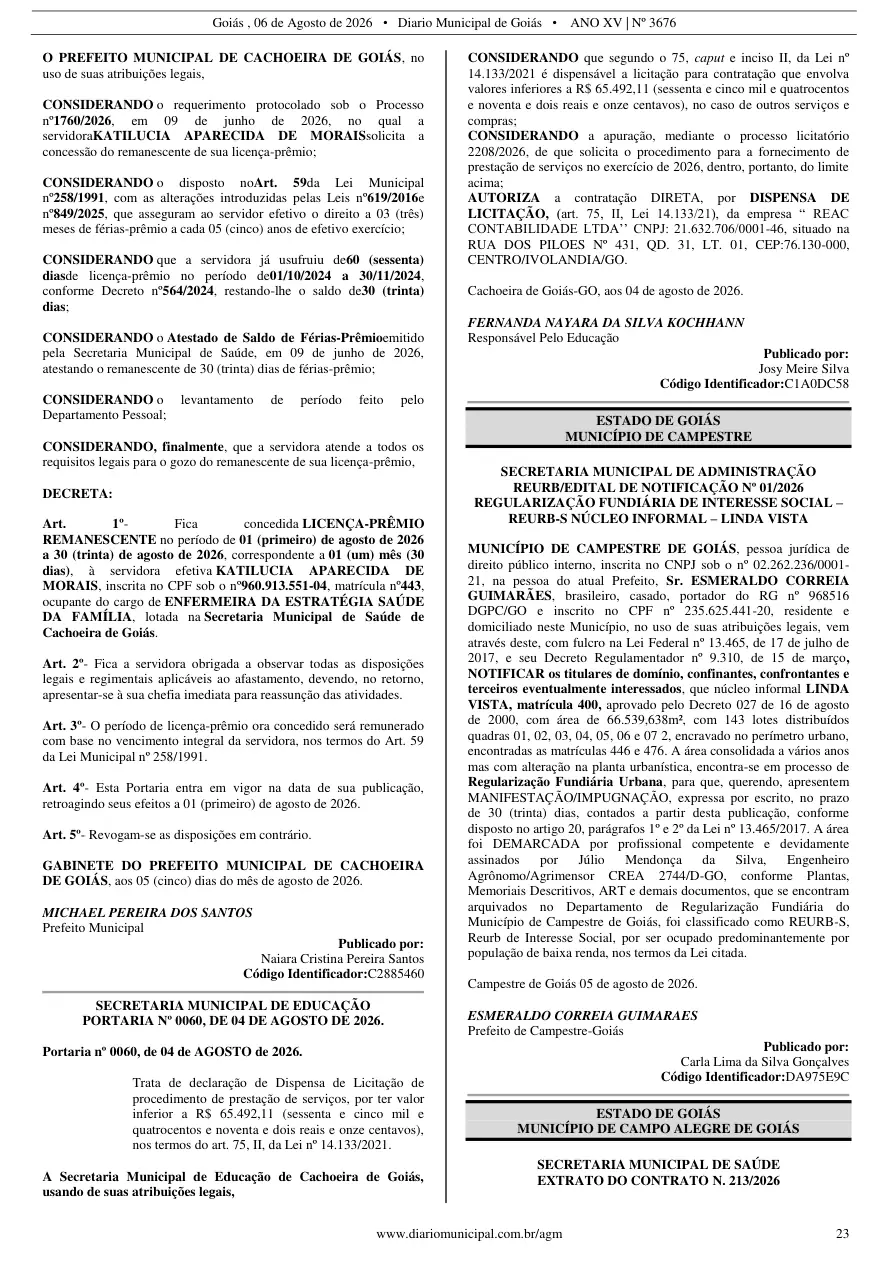 Goiás , 06 de Agosto de 2026 • Diario Municipal de Goiás • ANO XV | Nº 3676
O PREFEITO MUNICIPAL DE CACHOEIRA DE GOIÁS, no
uso de suas atribuições legais,
CONSIDERANDO o requerimento protocolado sob o Processo
nº1760/2026, em 09 de junho de 2026, no qual a
servidoraKATILUCIA APARECIDA DE MORAISsolicita a
concessão do remanescente de sua licença-prêmio;
CONSIDERANDO o disposto noArt. 59da Lei Municipal
nº258/1991, com as alterações introduzidas pelas Leis nº619/2016e
nº849/2025, que asseguram ao servidor efetivo o direito a 03 (três)
meses de férias-prêmio a cada 05 (cinco) anos de efetivo exercício;
CONSIDERANDO que a servidora já usufruiu de60 (sessenta)
diasde licença-prêmio no período de01/10/2024 a 30/11/2024,
conforme Decreto nº564/2024, restando-lhe o saldo de30 (trinta)
dias;
CONSIDERANDO o Atestado de Saldo de Férias-Prêmioemitido
pela Secretaria Municipal de Saúde, em 09 de junho de 2026,
atestando o remanescente de 30 (trinta) dias de férias-prêmio;
CONSIDERANDO o levantamento de período feito pelo
Departamento Pessoal;
CONSIDERANDO, finalmente, que a servidora atende a todos os
requisitos legais para o gozo do remanescente de sua licença-prêmio,
DECRETA:
Art. 1º- Fica concedida LICENÇA-PRÊMIO
REMANESCENTE no período de 01 (primeiro) de agosto de 2026
a 30 (trinta) de agosto de 2026, correspondente a 01 (um) mês (30
dias), à servidora efetiva KATILUCIA APARECIDA DE
MORAIS, inscrita no CPF sob o nº960.913.551-04, matrícula nº443,
ocupante do cargo de ENFERMEIRA DA ESTRATÉGIA SAÚDE
DA FAMÍLIA, lotada na Secretaria Municipal de Saúde de
Cachoeira de Goiás.
Art. 2º- Fica a servidora obrigada a observar todas as disposições
legais e regimentais aplicáveis ao afastamento, devendo, no retorno,
apresentar-se à sua chefia imediata para reassunção das atividades.
Art. 3º- O período de licença-prêmio ora concedido será remunerado
com base no vencimento integral da servidora, nos termos do Art. 59
da Lei Municipal nº 258/1991.
Art. 4º- Esta Portaria entra em vigor na data de sua publicação,
retroagindo seus efeitos a 01 (primeiro) de agosto de 2026.
Art. 5º- Revogam-se as disposições em contrário.
GABINETE DO PREFEITO MUNICIPAL DE CACHOEIRA
DE GOIÁS, aos 05 (cinco) dias do mês de agosto de 2026.
MICHAEL PEREIRA DOS SANTOS
Prefeito Municipal
Publicado por:
Naiara Cristina Pereira Santos
Código Identificador:C2885460
SECRETARIA MUNICIPAL DE EDUCAÇÃO
PORTARIA Nº 0060, DE 04 DE AGOSTO DE 2026.
Portaria nº 0060, de 04 de AGOSTO de 2026.
Trata de declaração de Dispensa de Licitação de
procedimento de prestação de serviços, por ter valor
inferior a R$ 65.492,11 (sessenta e cinco mil e
quatrocentos e noventa e dois reais e onze centavos),
nos termos do art. 75, II, da Lei nº 14.133/2021.
A Secretaria Municipal de Educação de Cachoeira de Goiás,
usando de suas atribuições legais,
CONSIDERANDO que segundo o 75, caput e inciso II, da Lei nº
14.133/2021 é dispensável a licitação para contratação que envolva
valores inferiores a R$ 65.492,11 (sessenta e cinco mil e quatrocentos
e noventa e dois reais e onze centavos), no caso de outros serviços e
compras;
CONSIDERANDO a apuração, mediante o processo licitatório
2208/2026, de que solicita o procedimento para a fornecimento de
prestação de serviços no exercício de 2026, dentro, portanto, do limite
acima;
AUTORIZA a contratação DIRETA, por DISPENSA DE
LICITAÇÃO, (art. 75, II, Lei 14.133/21), da empresa “ REAC
CONTABILIDADE LTDA’’ CNPJ: 21.632.706/0001-46, situado na
RUA DOS PILOES Nº 431, QD. 31, LT. 01, CEP:76.130-000,
CENTRO/IVOLANDIA/GO.
Cachoeira de Goiás-GO, aos 04 de agosto de 2026.
FERNANDA NAYARA DA SILVA KOCHHANN
Responsável Pelo Educação
Publicado por:
Josy Meire Silva
Código Identificador:C1A0DC58
ESTADO DE GOIÁS
MUNICÍPIO DE CAMPESTRE
SECRETARIA MUNICIPAL DE ADMINISTRAÇÃO
REURB/EDITAL DE NOTIFICAÇÃO Nº 01/2026
REGULARIZAÇÃO FUNDIÁRIA DE INTERESSE SOCIAL –
REURB-S NÚCLEO INFORMAL – LINDA VISTA
MUNICÍPIO DE CAMPESTRE DE GOIÁS, pessoa jurídica de
direito público interno, inscrita no CNPJ sob o nº 02.262.236/0001-
21, na pessoa do atual Prefeito, Sr. ESMERALDO CORREIA
GUIMARÃES, brasileiro, casado, portador do RG nº 968516
DGPC/GO e inscrito no CPF nº 235.625.441-20, residente e
domiciliado neste Município, no uso de suas atribuições legais, vem
através deste, com fulcro na Lei Federal nº 13.465, de 17 de julho de
2017, e seu Decreto Regulamentador nº 9.310, de 15 de março,
NOTIFICAR os titulares de domínio, confinantes, confrontantes e
terceiros eventualmente interessados, que núcleo informal LINDA
VISTA, matrícula 400, aprovado pelo Decreto 027 de 16 de agosto
de 2000, com área de 66.539,638m², com 143 lotes distribuídos
quadras 01, 02, 03, 04, 05, 06 e 07 2, encravado no perímetro urbano,
encontradas as matrículas 446 e 476. A área consolidada a vários anos
mas com alteração na planta urbanística, encontra-se em processo de
Regularização Fundiária Urbana, para que, querendo, apresentem
MANIFESTAÇÃO/IMPUGNAÇÃO, expressa por escrito, no prazo
de 30 (trinta) dias, contados a partir desta publicação, conforme
disposto no artigo 20, parágrafos 1º e 2º da Lei nº 13.465/2017. A área
foi DEMARCADA por profissional competente e devidamente
assinados por Júlio Mendonça da Silva, Engenheiro
Agrônomo/Agrimensor CREA 2744/D-GO, conforme Plantas,
Memoriais Descritivos, ART e demais documentos, que se encontram
arquivados no Departamento de Regularização Fundiária do
Município de Campestre de Goiás, foi classificado como REURB-S,
Reurb de Interesse Social, por ser ocupado predominantemente por
população de baixa renda, nos termos da Lei citada.
Campestre de Goiás 05 de agosto de 2026.
ESMERALDO CORREIA GUIMARAES
Prefeito de Campestre-Goiás
Publicado por:
Carla Lima da Silva Gonçalves
Código Identificador:DA975E9C
ESTADO DE GOIÁS
MUNICÍPIO DE CAMPO ALEGRE DE GOIÁS
SECRETARIA MUNICIPAL DE SAÚDE
EXTRATO DO CONTRATO N. 213/2026
www.diariomunicipal.com.br/agm 23